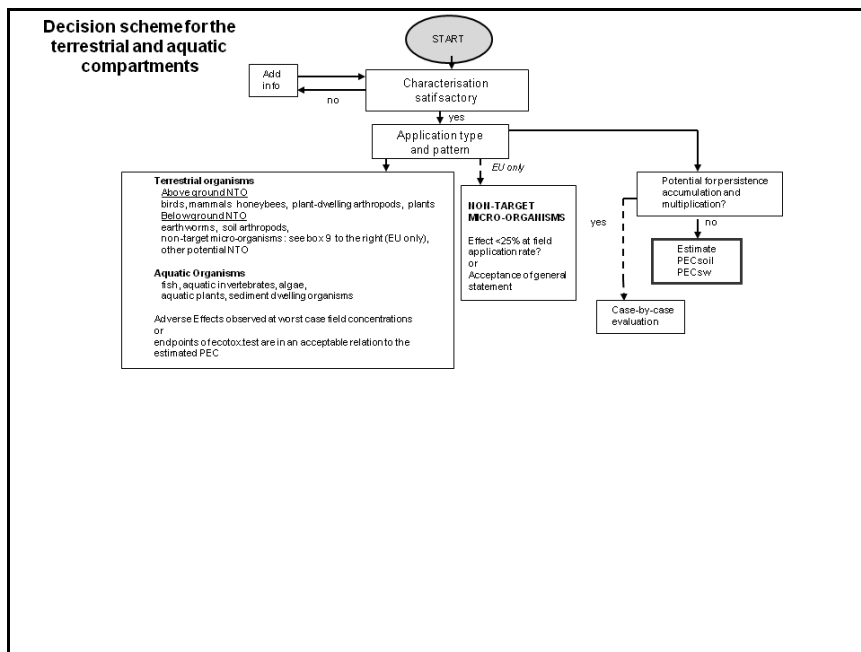 Decision scheme for the
terrestrial and aquatic
compartments
START
Add
info
Characterisation
satifsactory
no
yes
Application type
and pattern
EU only
Terrestrial organisms
Above ground NTO
birds, mammals honeybees, plant-dwelling arthropods, plants
Belowground NTO
earthworms, soil arthropods,
non-target micro-organisms: see box 9 to the right (EU only),
other potential NTO
Aquatic Organisms
fish, aquatic invertebrates, algae,
aquatic plants, sediment dwelling organisms
Adverse Effects observed at worst case field concentrations
or
endpoints of ecotox.test are in an acceptable relation to the
estimated PEC
NON-TARGET
MICRO-ORGANISMS
Effect <25% at field
application rate?
or
Acceptance of general
statement
Potential for persistence
accumulation and
multiplication?
yes
no
Estimate
PECsoil
PECsw
Case-by-case
evaluation